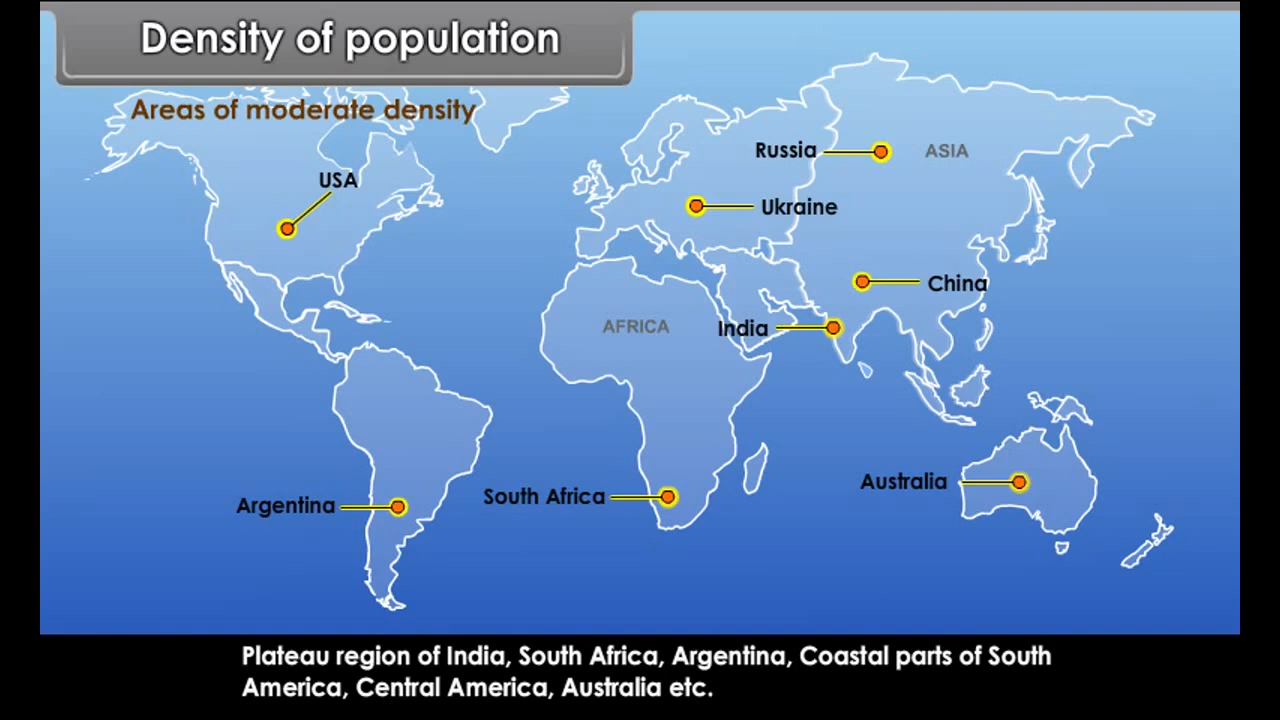 Density of population
Areas of moderate density
USA
Russia
ASIA
Ukraine
China
AFRICA
India
Argentina
South Africa
Australia
Plateau region of India, South Africa, Argentina, Coastal parts of South
America, Central America, Australia etc.